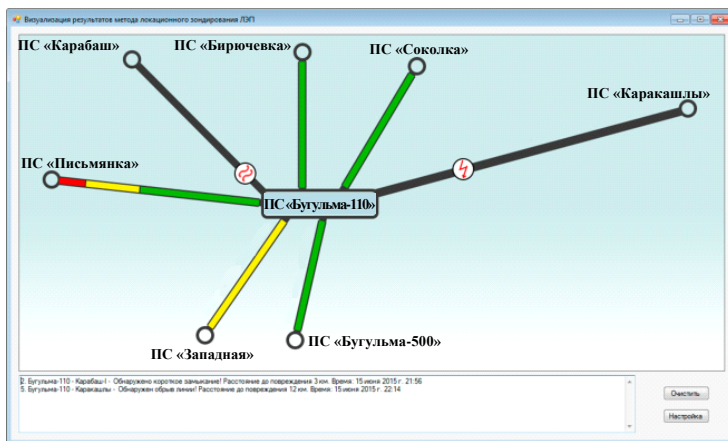 Визуализация результатов метода локационного зондирования ЛЭП
ПС «Карабаш»
ПС «Бирючевка»
ПС «Соколка»
ПС «Каракашлы»
ПС «Письмянка»
ПС «Бугульма-110»
ПС «Бугульма-500»
ПС «Западная»
2. Бугульма-110 - Карабаш-I - Обнаружено короткое замыкание! Расстояние до повреждения 3 км. Время: 15 июня 2015 г. 21:56
5. Бугульма-110 - Каракашлы - Обнаружен обрыв линии! Расстояние до повреждения 12 км. Время: 15 июня 2015 г. 22:14
Очистить
Настройка